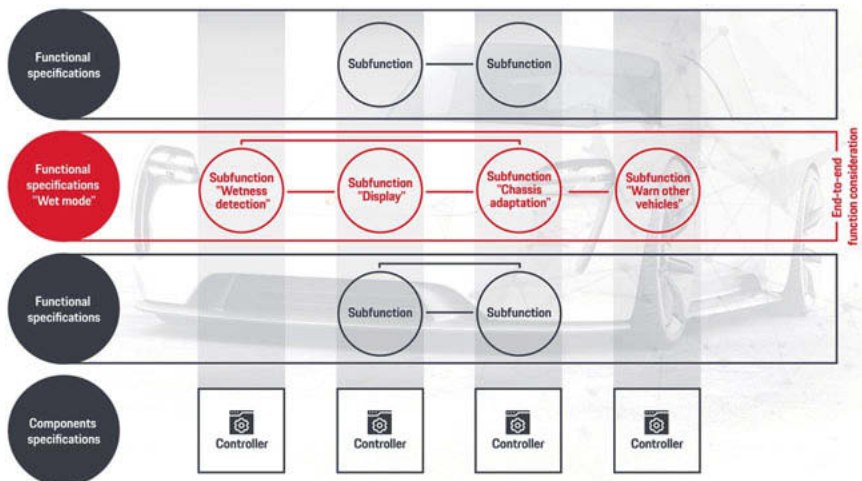 Functional
specifications
Subfunction
Subfunction
Functional
specifications
"Wet mode"
Subfunction
"Wetness
detection"
Subfunction
"Display"
Subfunction
"Chassis
adaptation"
Subfunction
"Warn other
vehicles"
End-to-end
function consideration
Functional
specifications
Subfunction
Subfunction
Components
specifications
Controller
Controller
Controller
Controller